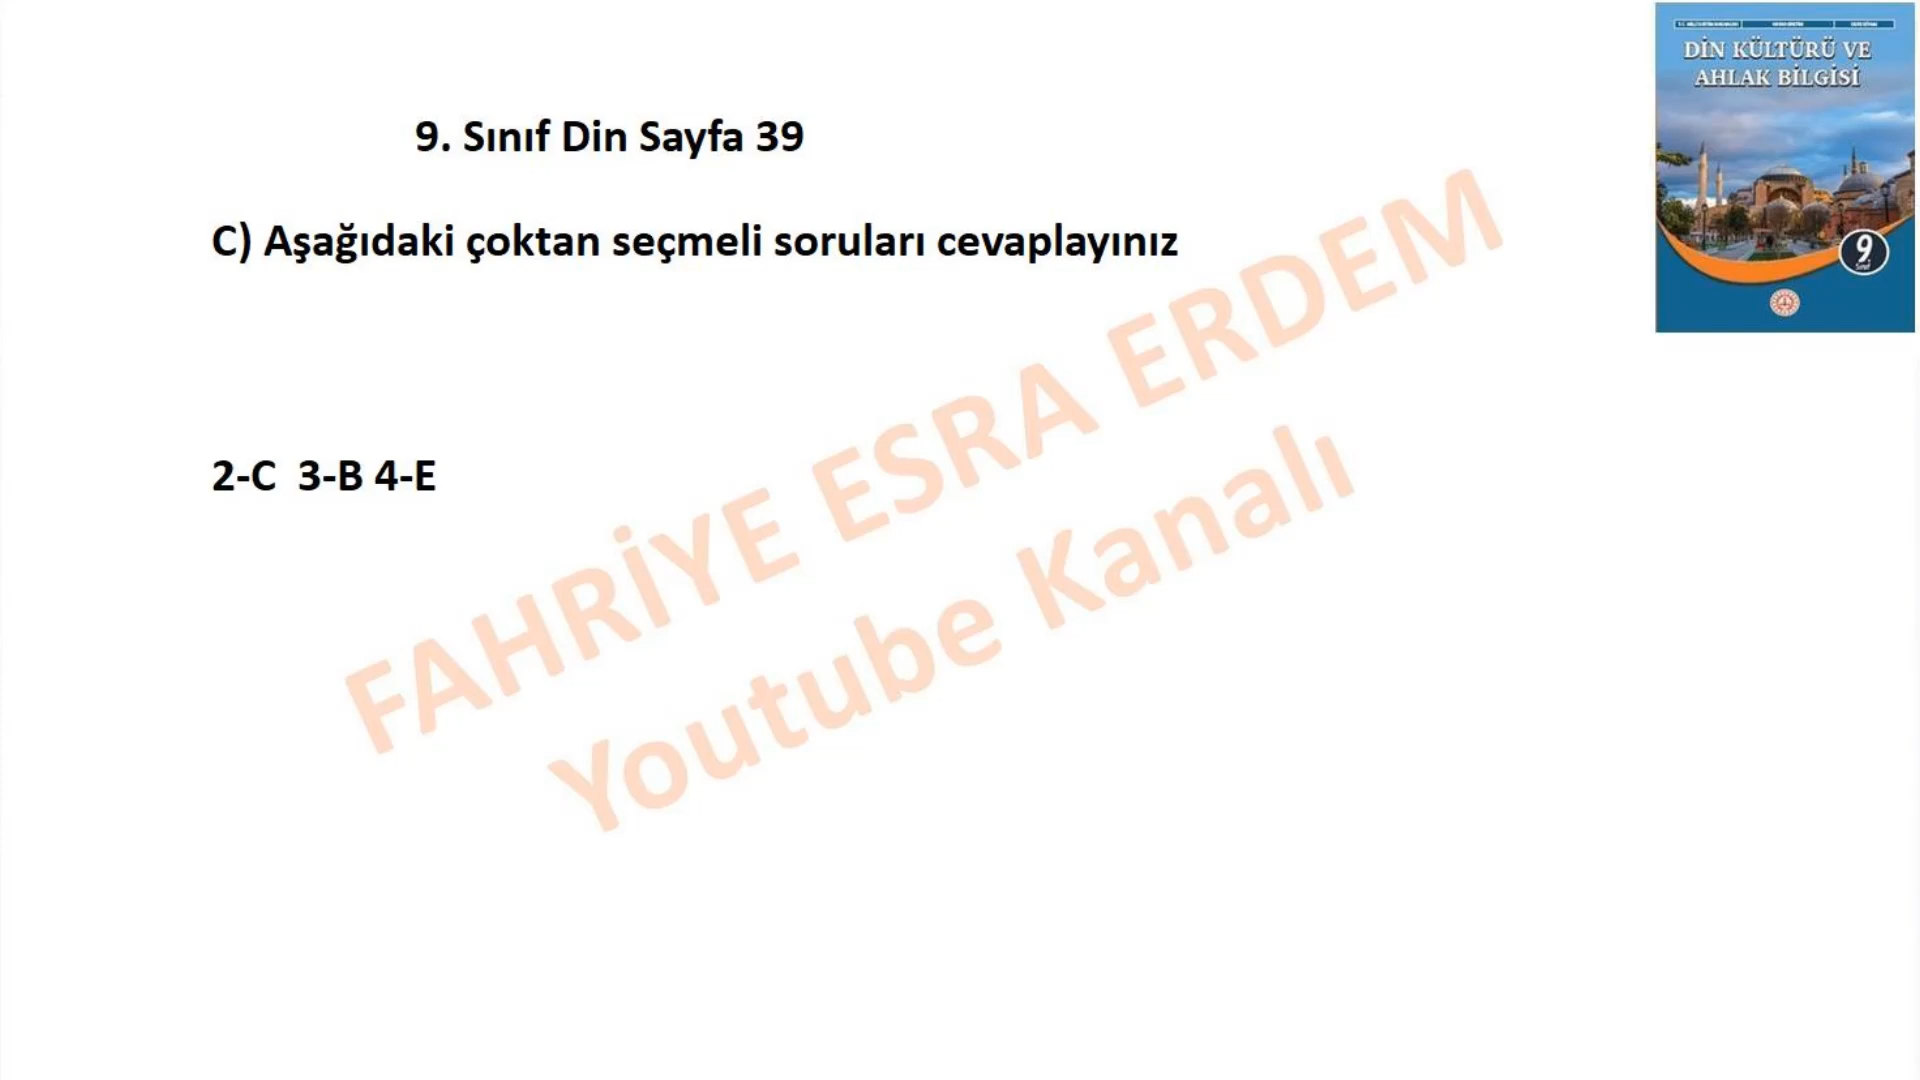 DİN KÜLTÜRÜ VE
AHLAK BİLGİSİ
9. Sınıf Din Sayfa 39
C) Aşağıdaki çoktan seçmeli soruları cevaplayınız
9.
Sınıf
2-C 3-B 4-E
FAHRİYE ESRA ERDEM
Youtube Kanalı